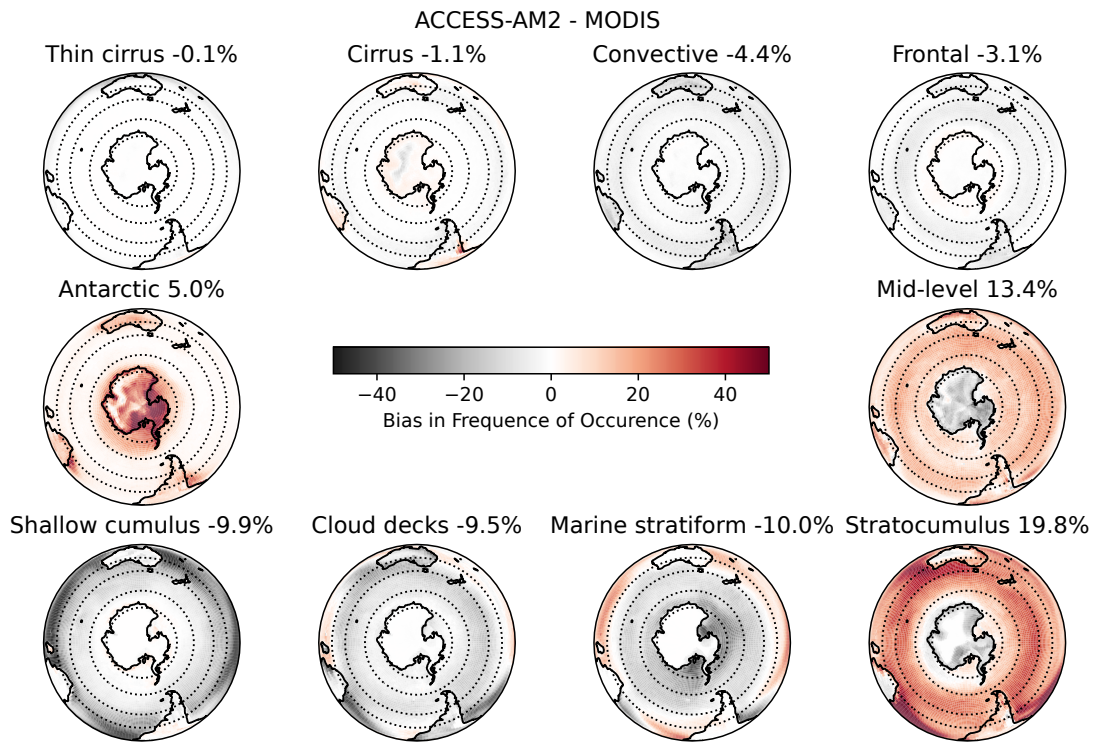 ACCESS-AM2 - MODIS
Thin cirrus -0.1%
Cirrus -1.1%
Convective -4.4%
Frontal -3.1%
Antarctic 5.0%
Mid-level 13.4%
−40 −20 0 20 40
Bias in Frequence of Occurence (%)
Shallow cumulus -9.9%
Cloud decks -9.5%
Marine stratiform -10.0%
Stratocumulus 19.8%